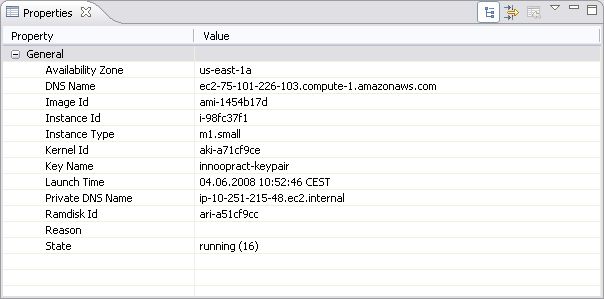 Properties
Property Value
General
Availability Zone us-east-1a
DNS Name ec2-75-101-226-103.compute-1.amazonaws.com
Image Id ami-1454b17d
Instance Id i-98fc37f1
Instance Type m1.small
Kernel Id aki-a71cf9ce
Key Name innoopract-keypair
Launch Time 04.06.2008 10:52:46 CEST
Private DNS Name ip-10-251-215-48.ec2.internal
Ramdisk Id ari-a51cf9cc
Reason
State running (16)